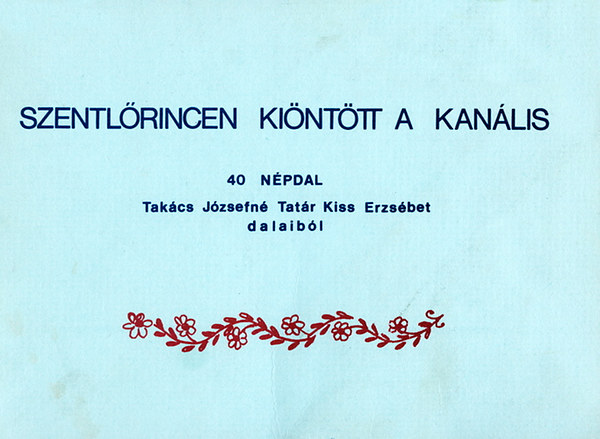 SZENTLŐRINCEN KIÖNTÖTT A KANÁLIS
40 NÉPDAL
Takács Józsefné Tatár Kiss Erzsébet
dalaiból